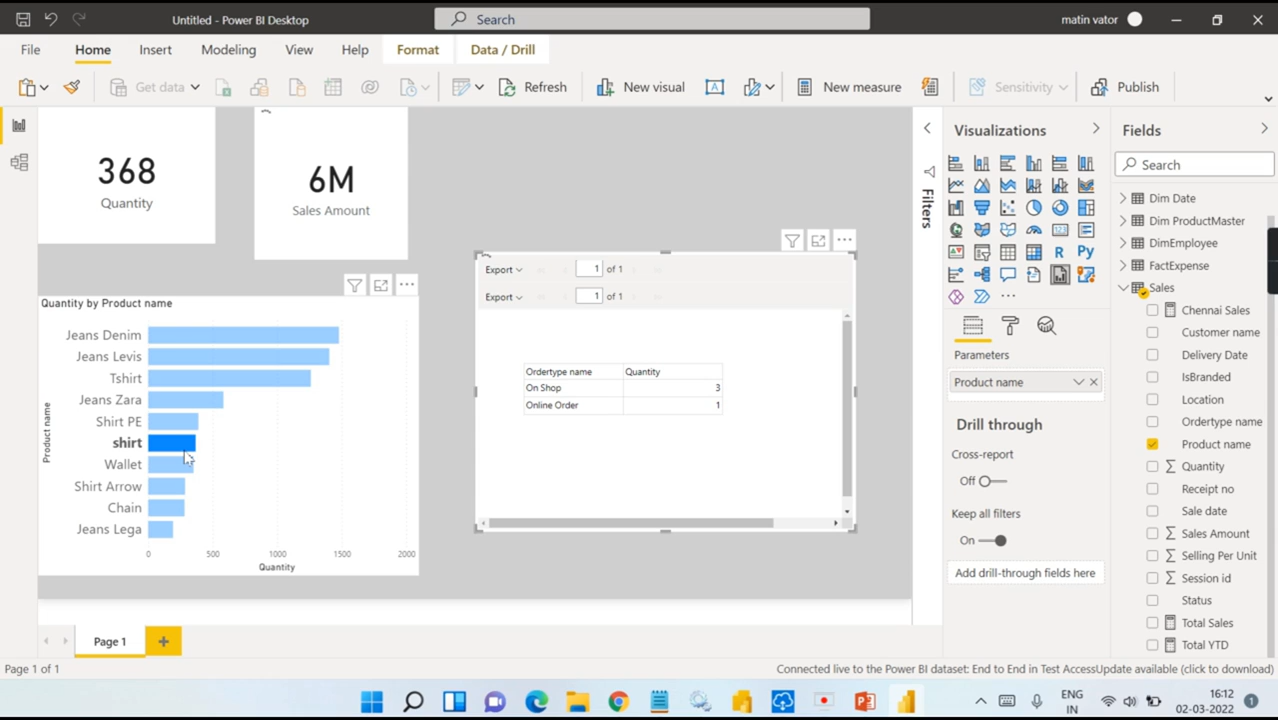 Untitled - Power BI Desktop
Search
matin vator
File
Home
Insert
Modeling
View
Help
Format
Data / Drill
Get data
Refresh
New visual
New measure
Sensitivity
Publish
368
Quantity
6M
Sales Amount
Quantity by Product name
Product name
Jeans Denim
Jeans Levis
Tshirt
Jeans Zara
Shirt PE
shirt
Wallet
Shirt Arrow
Chain
Jeans Lega
0 500 1000 1500 2000
Quantity
Export 1 of 1
Export 1 of 1
Ordertype name Quantity
On Shop 3
Online Order 1
Filters
Visualizations
R
Py
123
Parameters
Product name
Drill through
Cross-report
Off
Keep all filters
On
Add drill-through fields here
Fields
Search
Dim Date
Dim ProductMaster
DimEmployee
FactExpense
Sales
Chennai Sales
Customer name
Delivery Date
IsBranded
Location
Ordertype name
Product name
Quantity
Receipt no
Sale date
Sales Amount
Selling Per Unit
Session id
Status
Total Sales
Total YTD
Page 1
Page 1 of 1
Connected live to the Power BI dataset: End to End in Test Access
Update available (click to download)
ENG
IN
16:12
02-03-2022
1